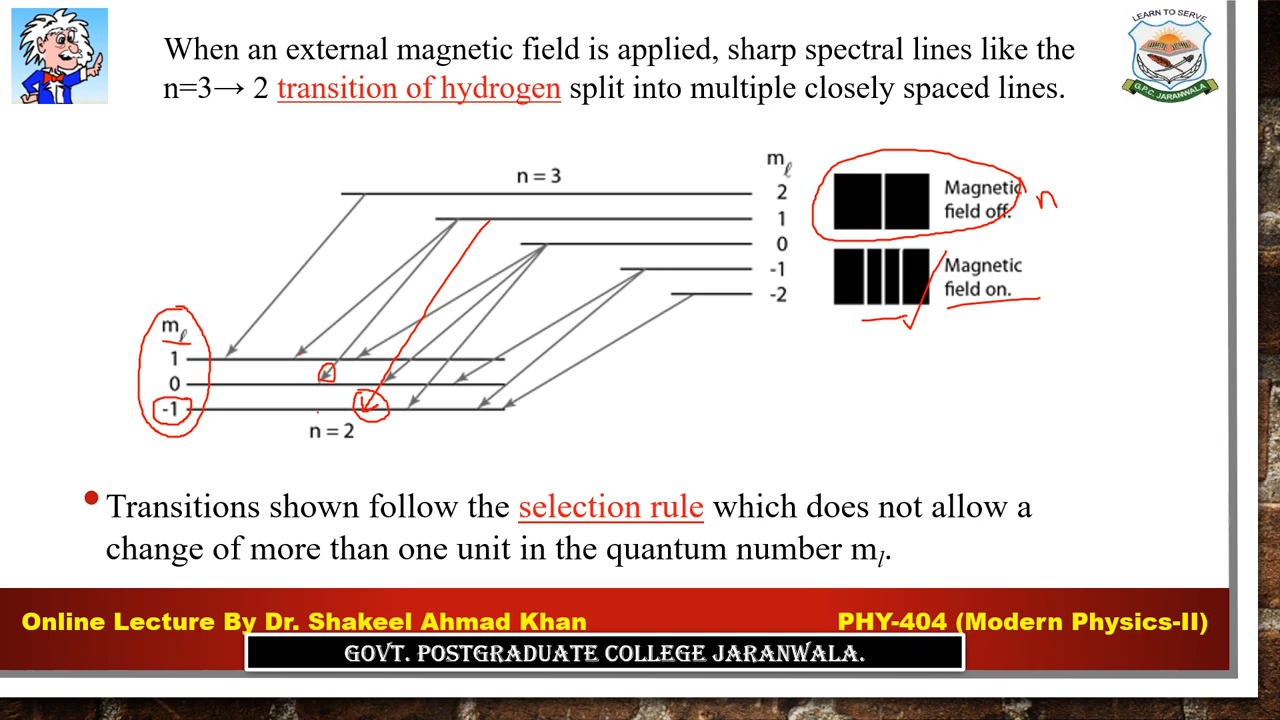 LEARN TO SERVE
G.P.C. JARANWALA
When an external magnetic field is applied, sharp spectral lines like the
n=3→ 2 transition of hydrogen split into multiple closely spaced lines.
n = 3
mℓ
2
1
0
-1
-2
Magnetic
field off.
n
Magnetic
field on.
mℓ
1
0
-1
n = 2
• Transitions shown follow the selection rule which does not allow a
change of more than one unit in the quantum number ml.
Online Lecture By Dr. Shakeel Ahmad Khan
PHY-404 (Modern Physics-II)
GOVT. POSTGRADUATE COLLEGE JARANWALA.